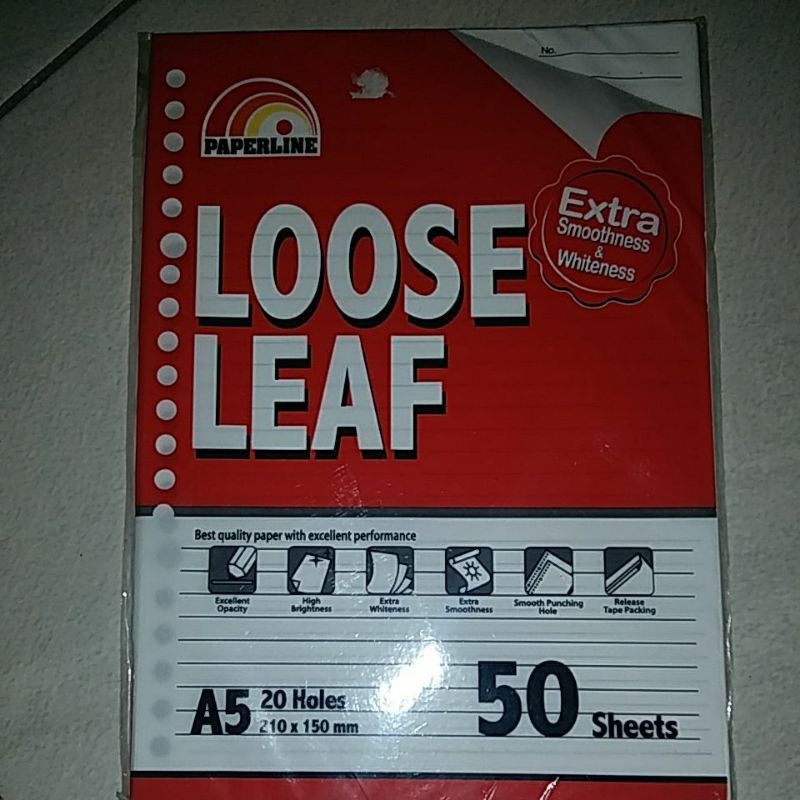 No.
PAPERLINE
LOOSE
LEAF
Extra
Smoothness
&
Whiteness
Best quality paper with excellent performance
Excellent
Opacity
High
Brightness
Extra
Whiteness
Extra
Smoothness
Smooth Punching
Hole
Release
Tape Packing
A5 20 Holes
210 x 150 mm
50 Sheets